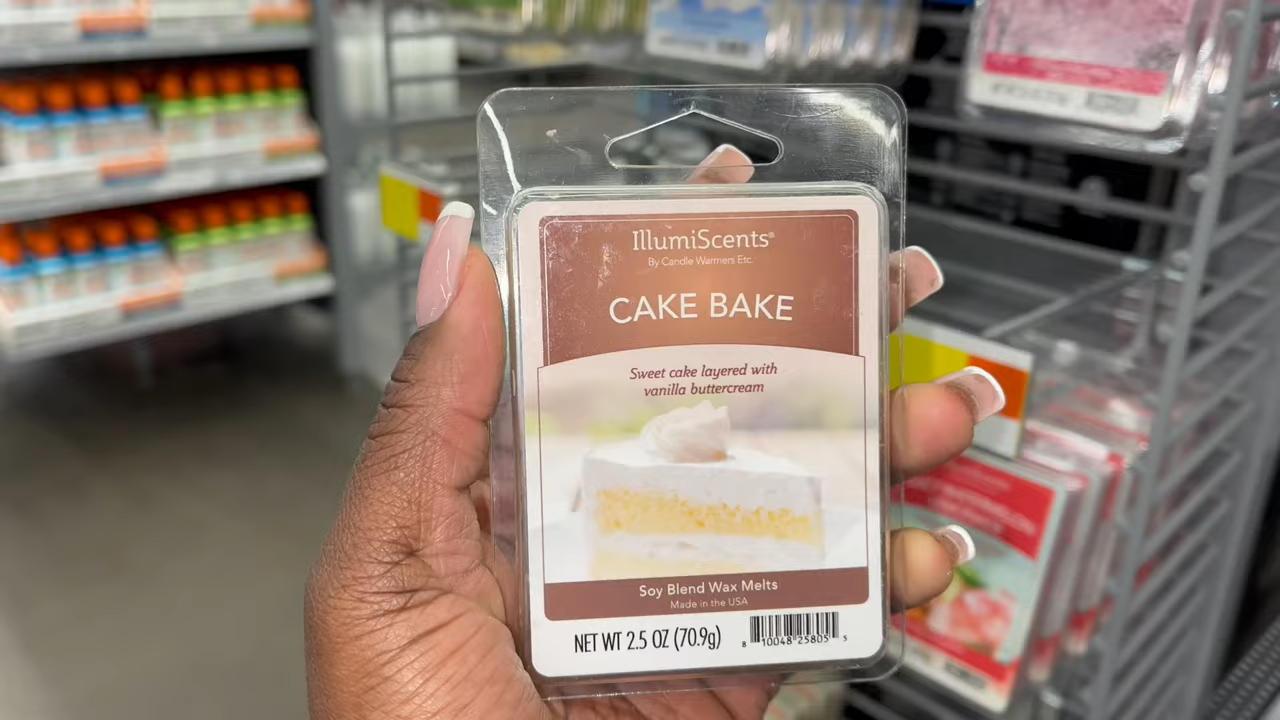 IllumiScents®
By Candle Warmers Etc.
CAKE BAKE
Sweet cake layered with
vanilla buttercream
Soy Blend Wax Melts
Made in the USA
NET WT 2.5 OZ (70.9g)
8 10048 25805 5